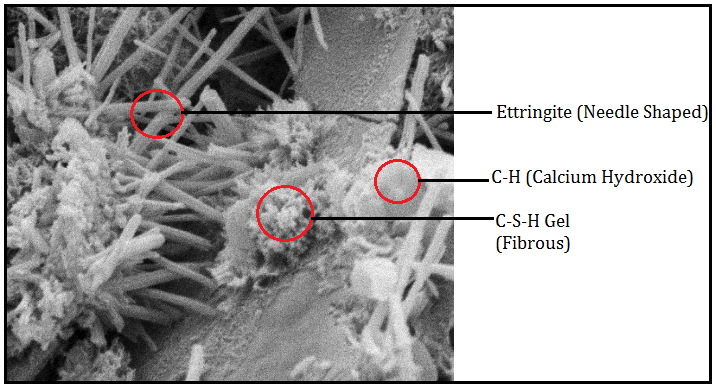 Ettringite (Needle Shaped)
C-H (Calcium Hydroxide)
C-S-H Gel
(Fibrous)